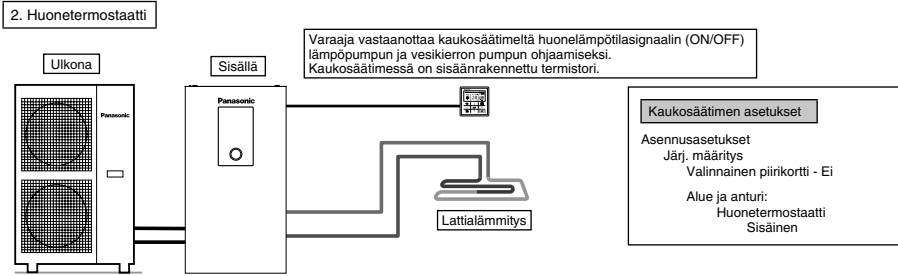 2. Huonetermostaatti
Varaaja vastaanottaa kaukosäätimeltä huonelämpötilasignaalin (ON/OFF)
lämpöpumpun ja vesikierron pumpun ohjaamiseksi.
Kaukosäätimessä on sisäänrakennettu termistori.
Ulkona
Sisällä
Panasonic
Panasonic
Lattialämmitys
Kaukosäätimen asetukset
Asennusasetukset
Järj. määritys
Valinnainen piirikortti - Ei
Alue ja anturi:
Huonetermostaatti
Sisäinen